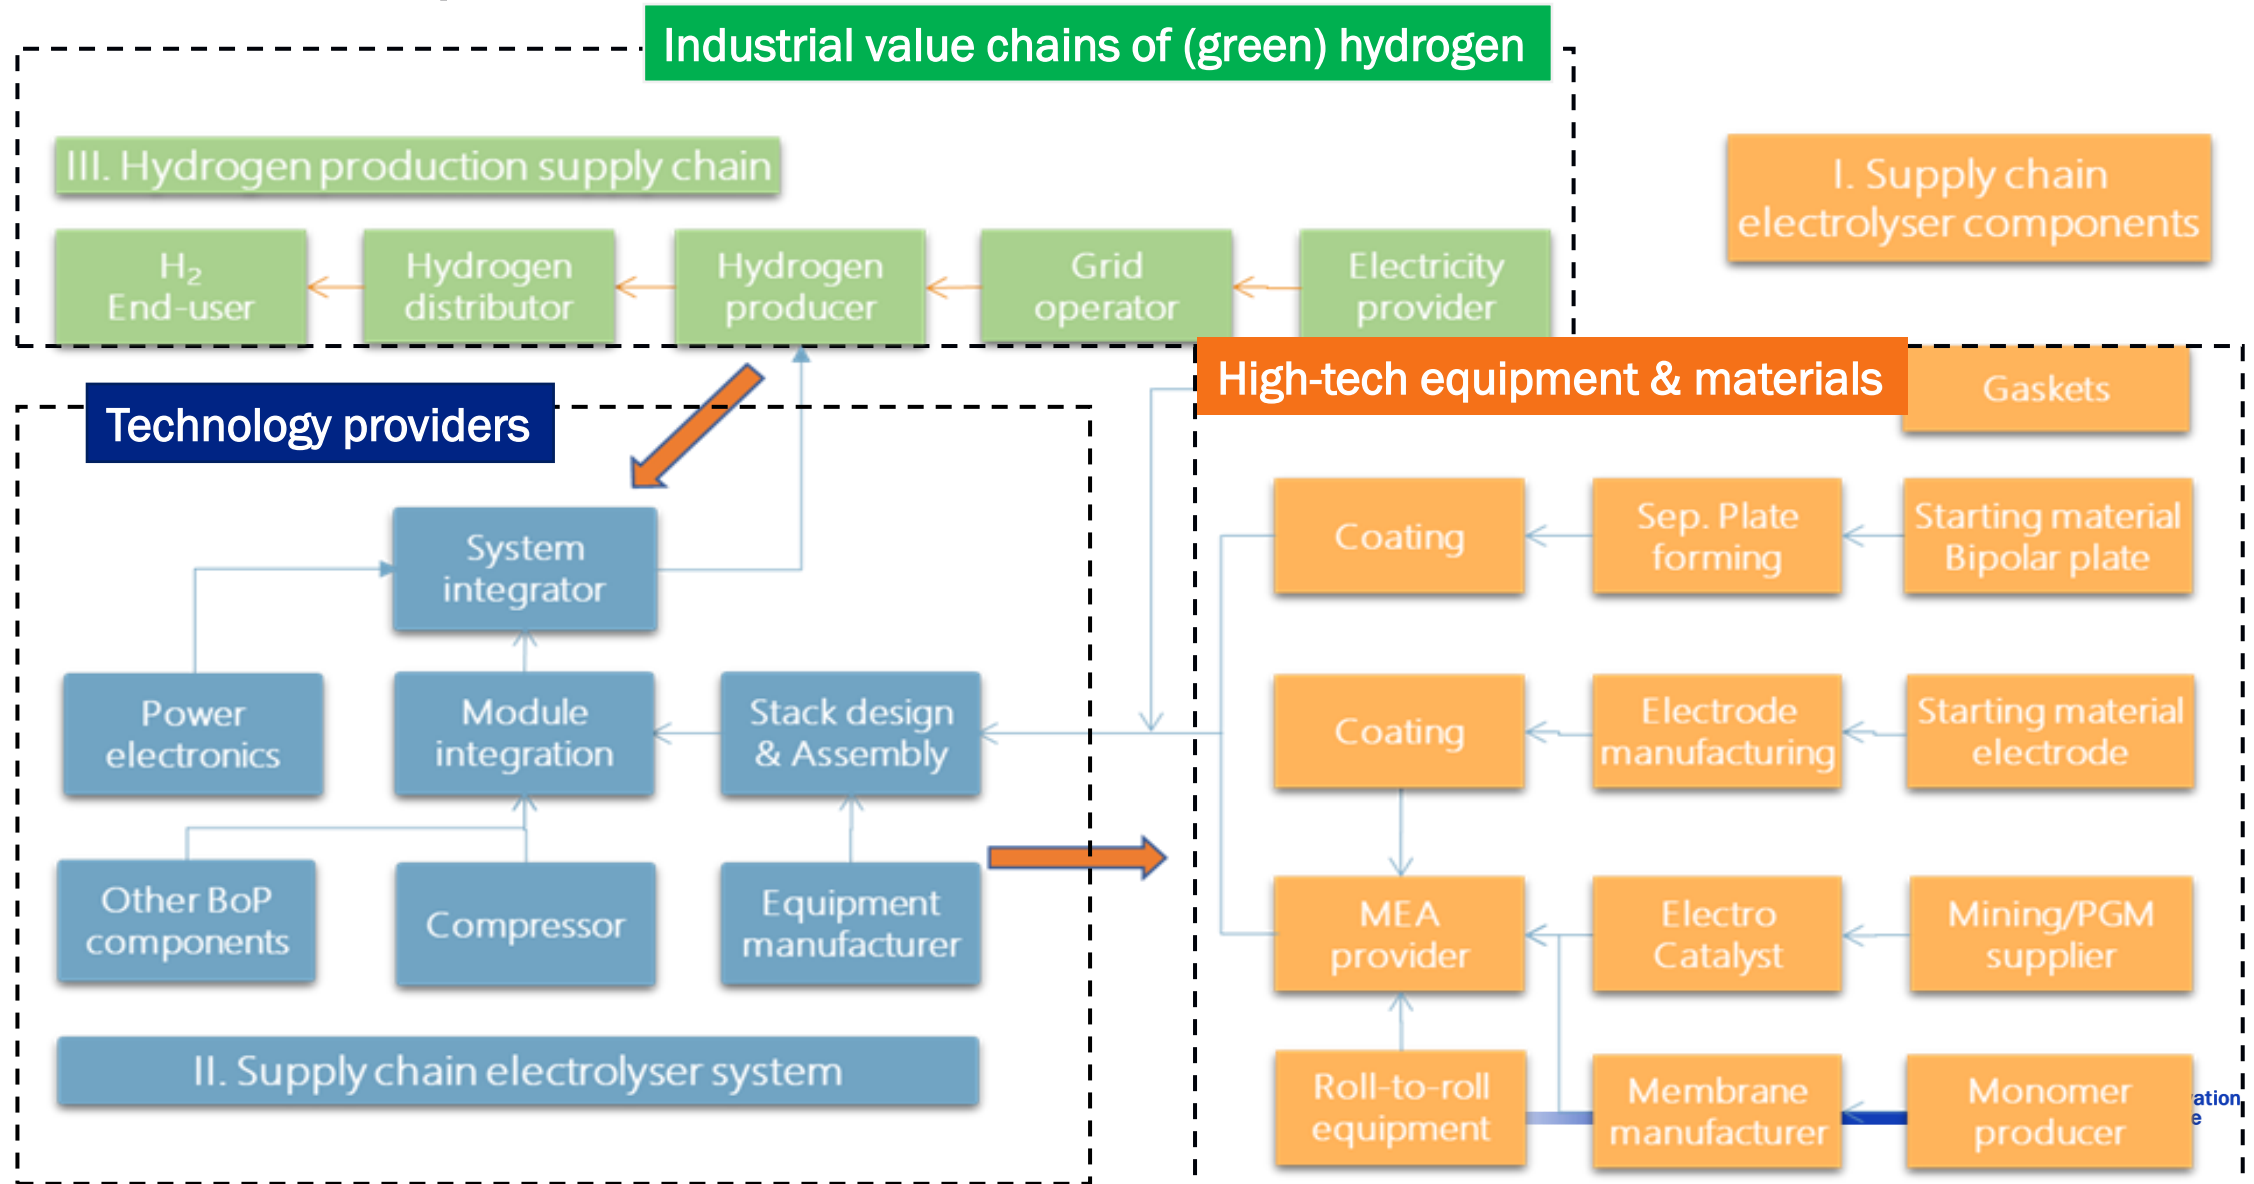 Industrial value chains of (green) hydrogen
III. Hydrogen production supply chain
I. Supply chain
electrolyser components
H₂
End-user
Hydrogen
distributor
Hydrogen
producer
Grid
operator
Electricity
provider
Technology providers
High-tech equipment & materials
Gaskets
System
integrator
Coating
Sep. Plate
forming
Starting material
Bipolar plate
Power
electronics
Module
integration
Stack design
& Assembly
Coating
Electrode
manufacturing
Starting material
electrode
Other BoP
components
Compressor
Equipment
manufacturer
MEA
provider
Electro
Catalyst
Mining/PGM
supplier
II. Supply chain electrolyser system
Roll-to-roll
equipment
Membrane
manufacturer
Monomer
producer